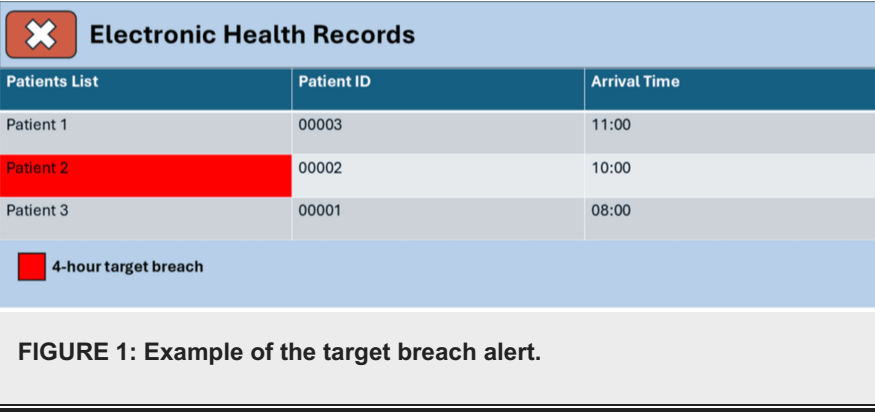 Electronic Health Records
Patients List Patient ID Arrival Time
Patient 1 00003 11:00
Patient 2 00002 10:00
Patient 3 00001 08:00
4-hour target breach
FIGURE 1: Example of the target breach alert.